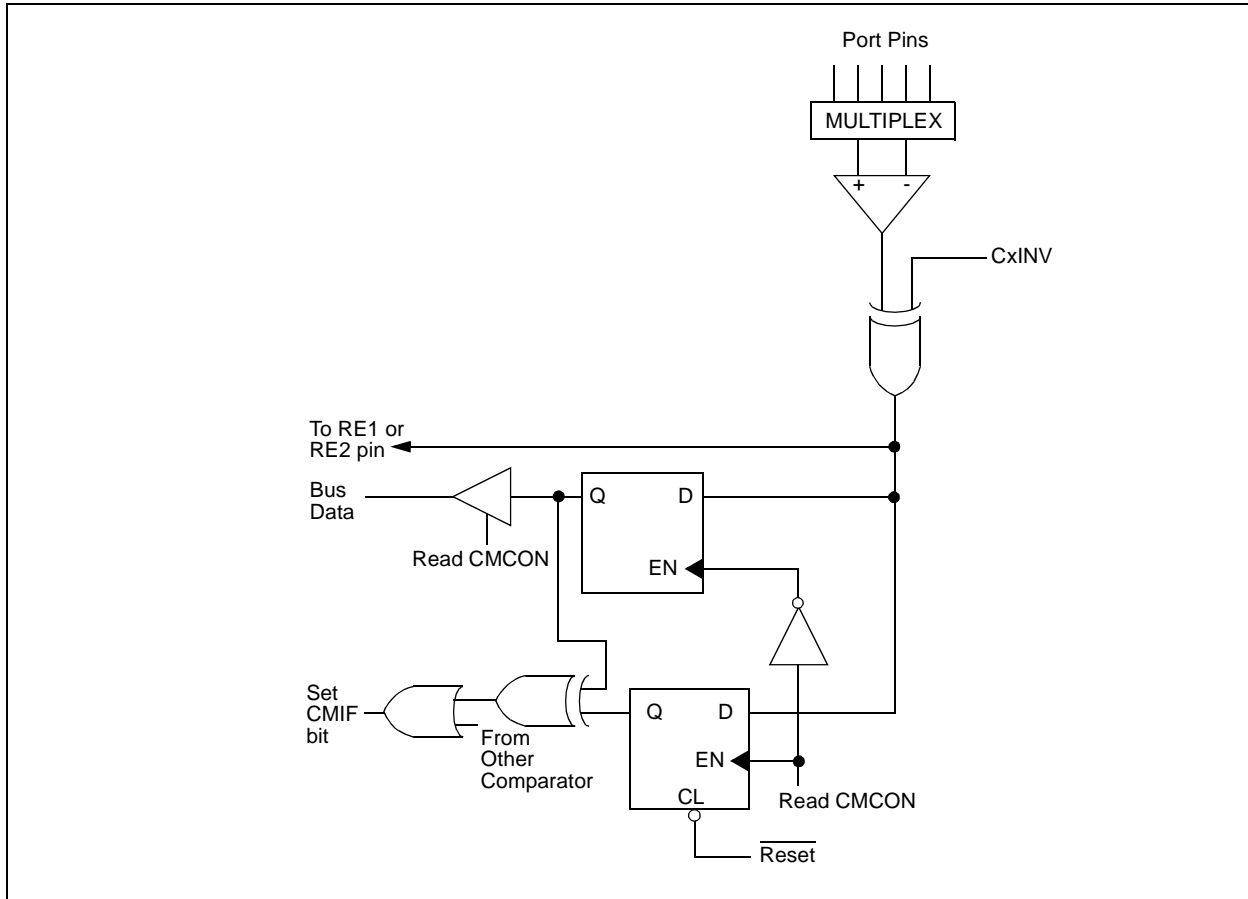 Port Pins
MULTIPLEX
+ -
CxINV
To RE1 or
RE2 pin
Bus
Data
Q D
Read CMCON
EN
Set
CMIF
bit
Q D
From
Other
Comparator
EN
CL
Read CMCON
Reset